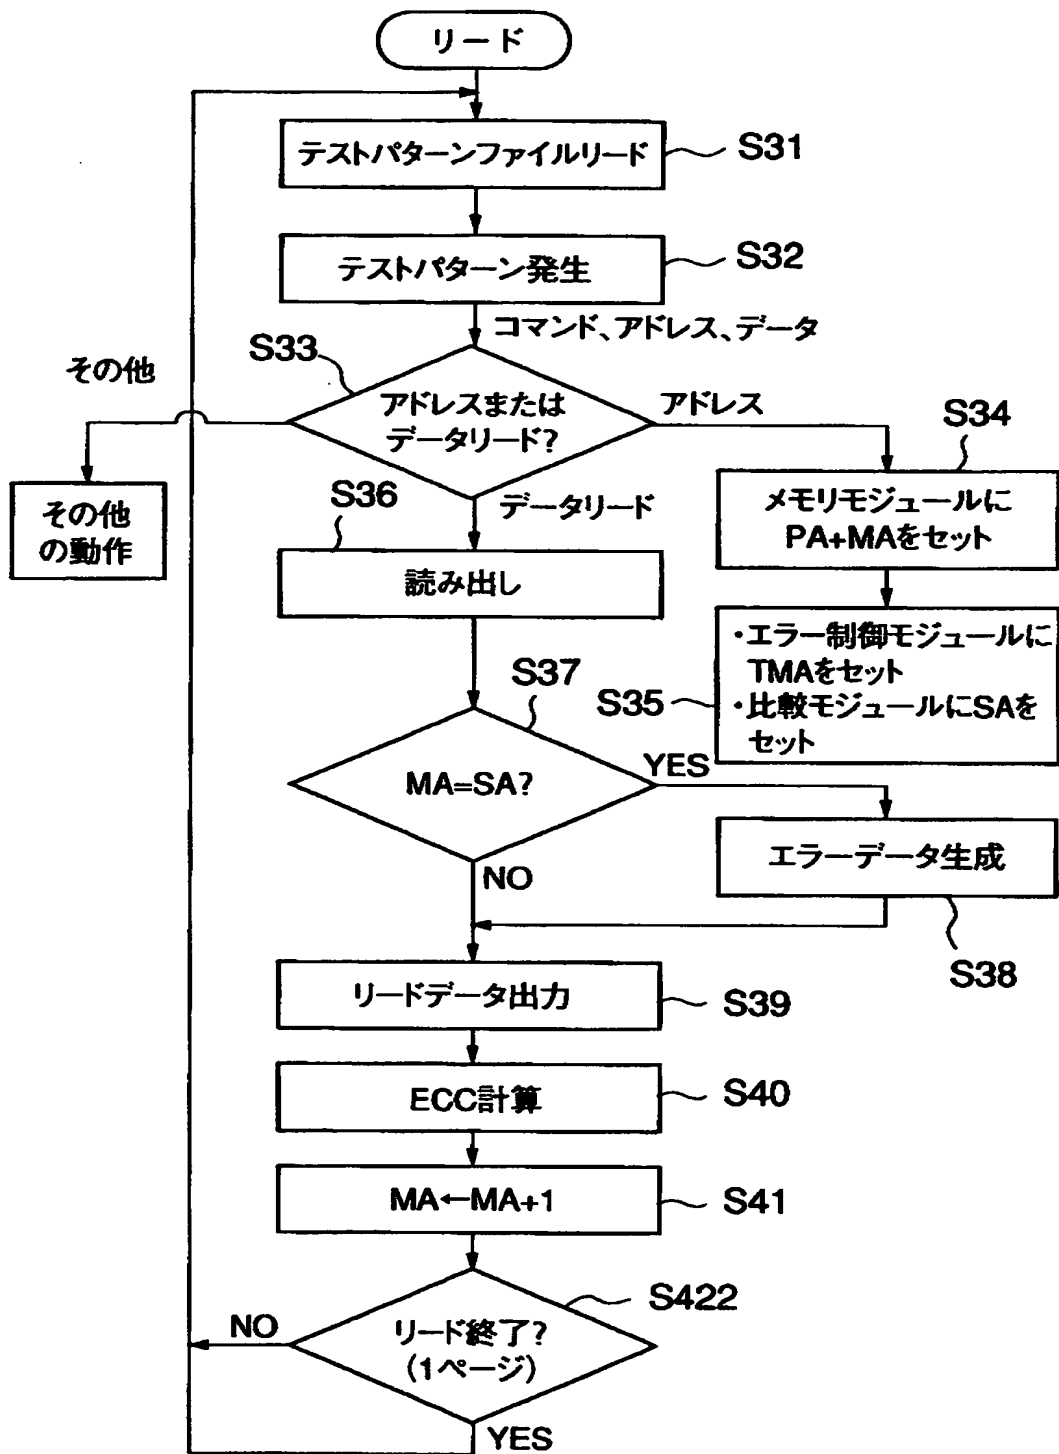 リード
テストパターンファイルリード
S31
テストパターン発生
S32
コマンド、アドレス、データ
S33
その他
アドレスまたは
データリード?
アドレス
S34
その他
の動作
S36
データリード
メモリモジュールに
PA+MAをセット
読み出し
・エラー制御モジュールに
TMAをセット
・比較モジュールにSAを
セット
S35
S37
MA=SA?
YES
エラーデータ生成
NO
S38
リードデータ出力
S39
ECC計算
S40
MA←MA+1
S41
S422
NO
リード終了?
(1ページ)
YES